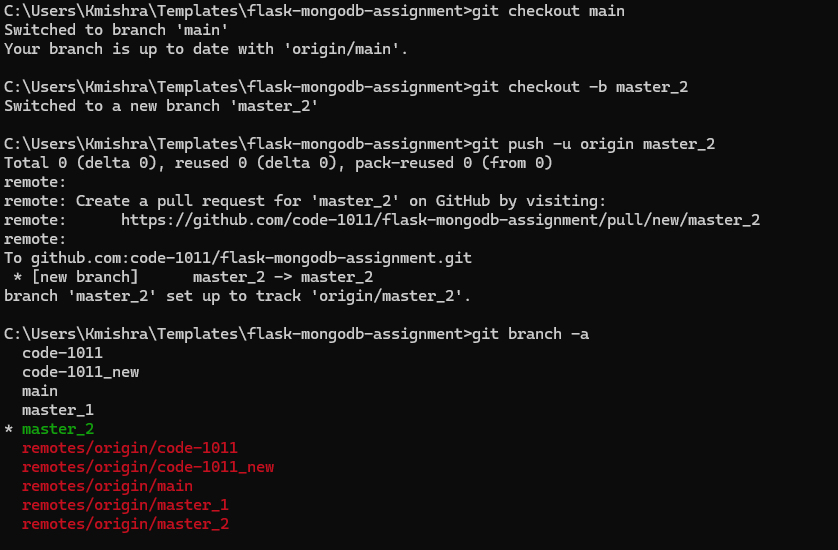 C:\Users\Kmishra\Templates\flask-mongodb-assignment>git checkout main
Switched to branch 'main'
Your branch is up to date with 'origin/main'.
C:\Users\Kmishra\Templates\flask-mongodb-assignment>git checkout -b master_2
Switched to a new branch 'master_2'
C:\Users\Kmishra\Templates\flask-mongodb-assignment>git push -u origin master_2
Total 0 (delta 0), reused 0 (delta 0), pack-reused 0 (from 0)
remote:
remote: Create a pull request for 'master_2' on GitHub by visiting:
remote:      https://github.com/code-1011/flask-mongodb-assignment/pull/new/master_2
remote:
To github.com:code-1011/flask-mongodb-assignment.git
 * [new branch]      master_2 -> master_2
branch 'master_2' set up to track 'origin/master_2'.
C:\Users\Kmishra\Templates\flask-mongodb-assignment>git branch -a
  code-1011
  code-1011_new
  main
  master_1
* master_2
  remotes/origin/code-1011
  remotes/origin/code-1011_new
  remotes/origin/main
  remotes/origin/master_1
  remotes/origin/master_2